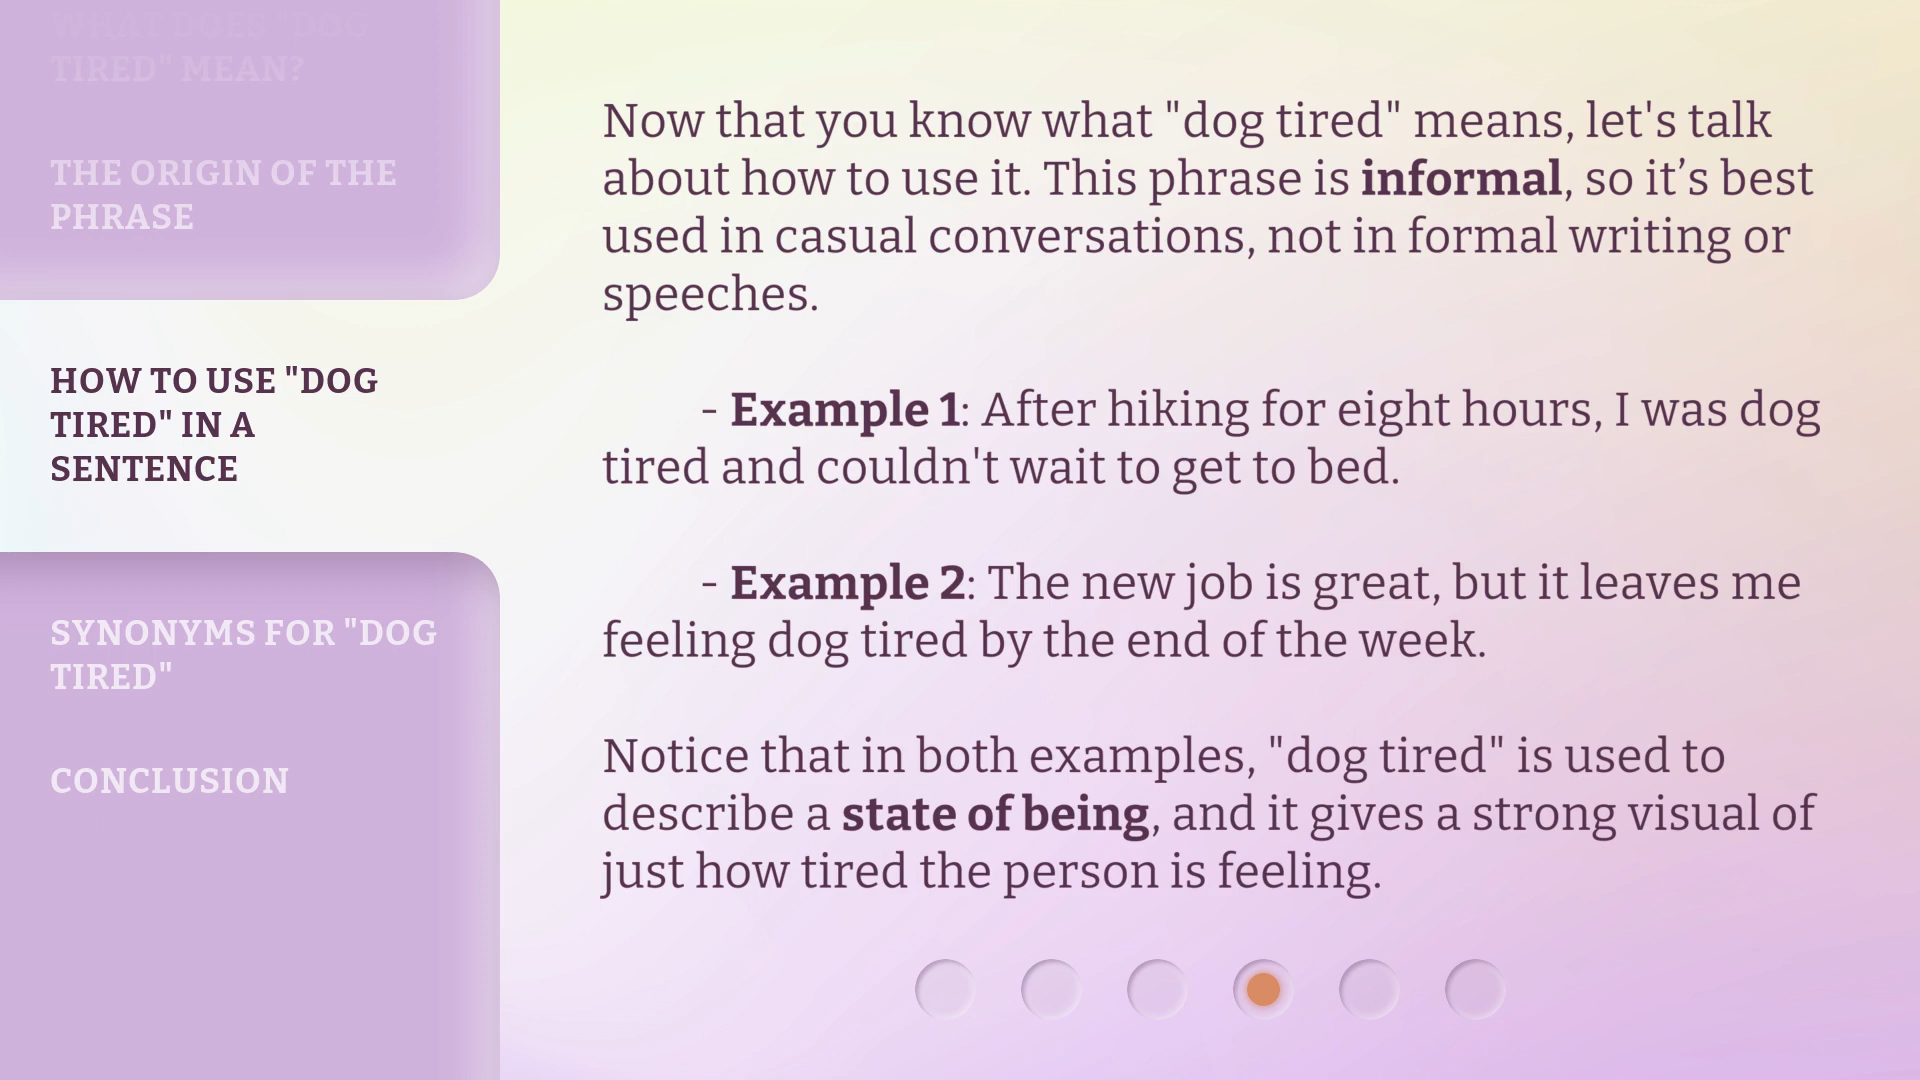 WHAT DOES "DOG
TIRED" MEAN?
THE ORIGIN OF THE
PHRASE
HOW TO USE "DOG
TIRED" IN A
SENTENCE
SYNONYMS FOR "DOG
TIRED"
CONCLUSION
Now that you know what "dog tired" means, let's talk
about how to use it. This phrase is informal, so it’s best
used in casual conversations, not in formal writing or
speeches.
- Example 1: After hiking for eight hours, I was dog
tired and couldn't wait to get to bed.
- Example 2: The new job is great, but it leaves me
feeling dog tired by the end of the week.
Notice that in both examples, "dog tired" is used to
describe a state of being, and it gives a strong visual of
just how tired the person is feeling.